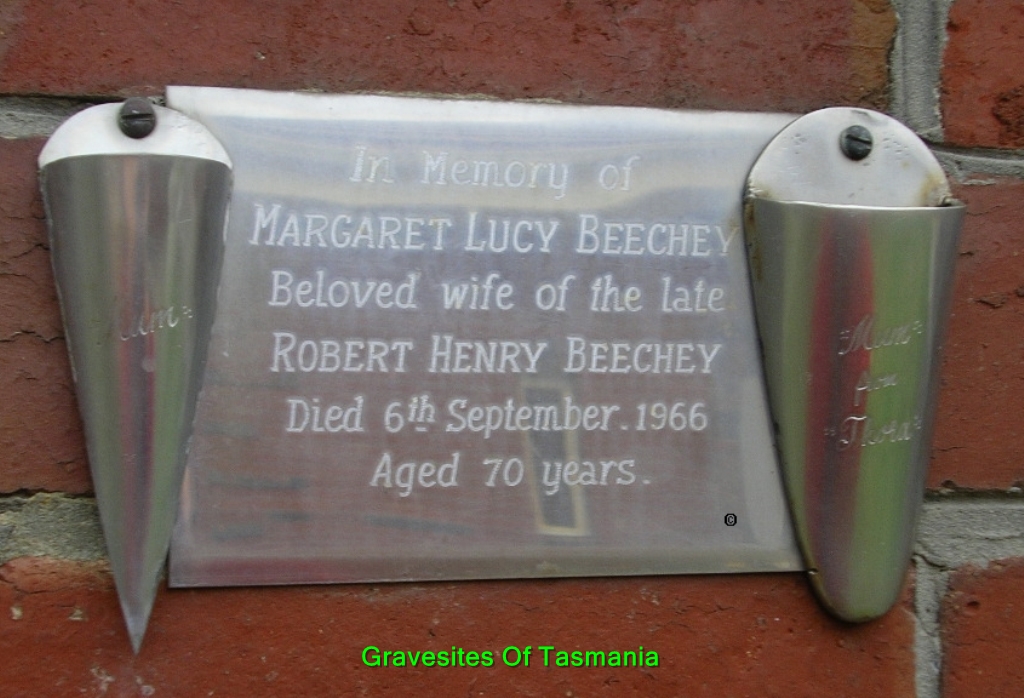 In Memory of
MARGARET LUCY BEECHEY
Beloved wife of the late
ROBERT HENRY BEECHEY
Died 6th September. 1966
Aged 70 years.
Mum
Mum
from
Thora
©
Gravesites Of Tasmania